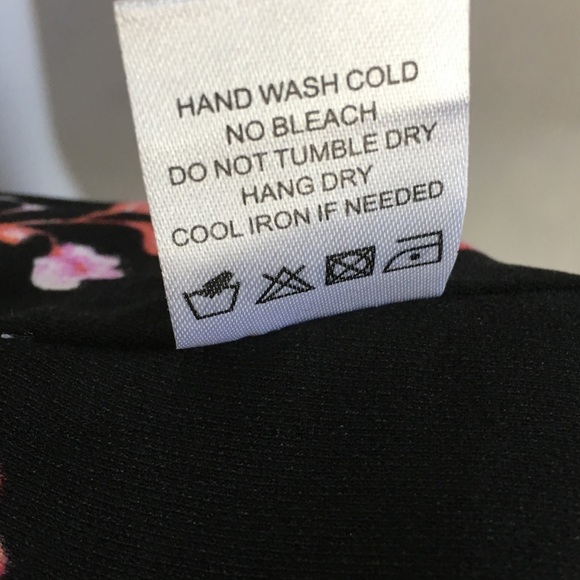 HAND WASH COLD
NO BLEACH
DO NOT TUMBLE DRY
HANG DRY
COOL IRON IF NEEDED